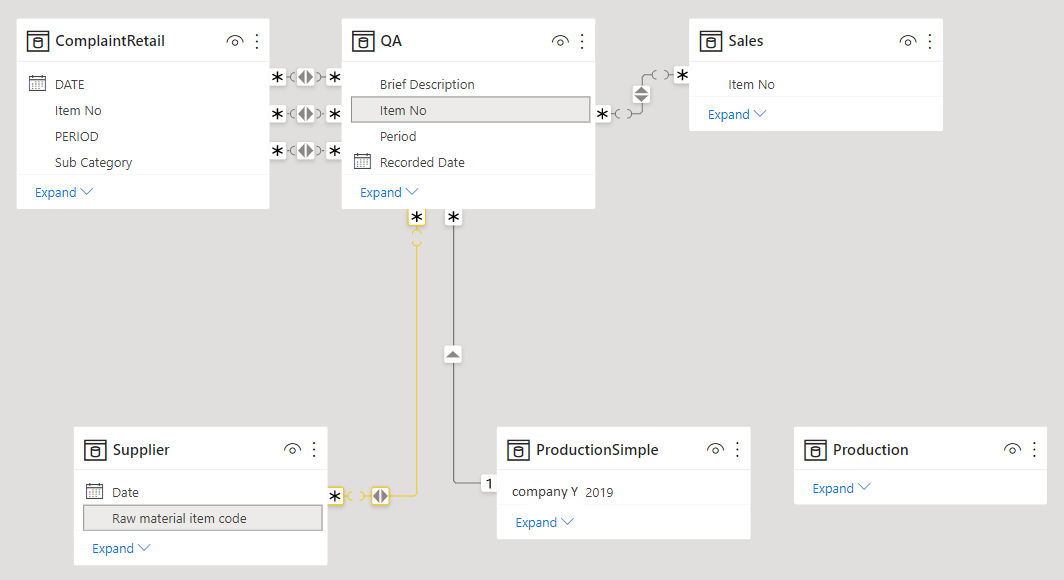 ComplaintRetail
DATE
Item No
PERIOD
Sub Category
Expand
QA
Brief Description
Item No
Period
Recorded Date
Expand
Sales
Item No
Expand
* * * * * * * *
* *
Supplier
Date
Raw material item code
Expand
*
1
ProductionSimple
company Y 2019
Expand
Production
Expand